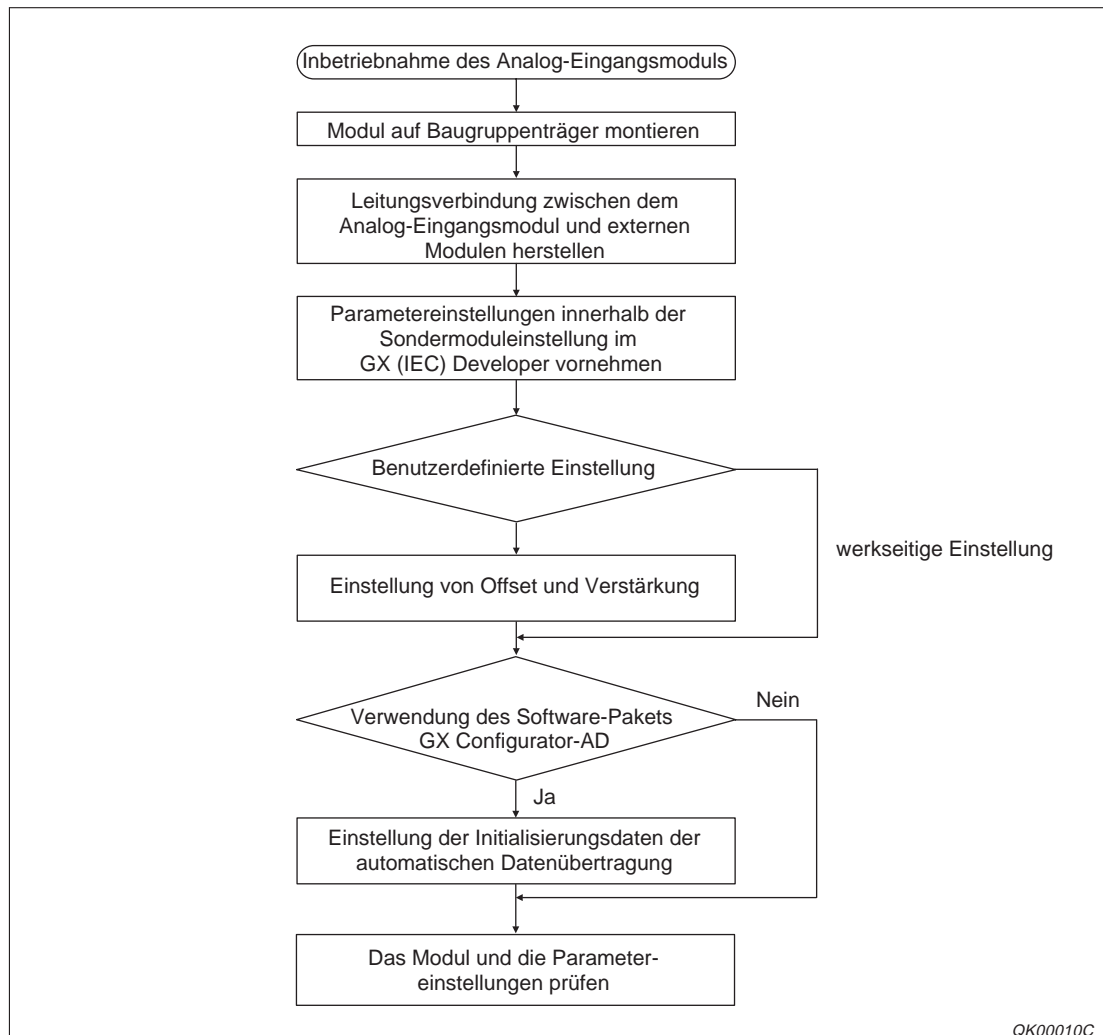 Inbetriebnahme des Analog-Eingangsmoduls
Modul auf Baugruppenträger montieren
Leitungsverbindung zwischen dem
Analog-Eingangsmodul und externen
Modulen herstellen
Parametereinstellungen innerhalb der
Sondermoduleinstellung im
GX (IEC) Developer vornehmen
Benutzerdefinierte Einstellung
werkseitige Einstellung
Einstellung von Offset und Verstärkung
Nein
Verwendung des Software-Pakets
GX Configurator-AD
Ja
Einstellung der Initialisierungsdaten der
automatischen Datenübertragung
Das Modul und die Parameter-
einstellungen prüfen
QK00010C